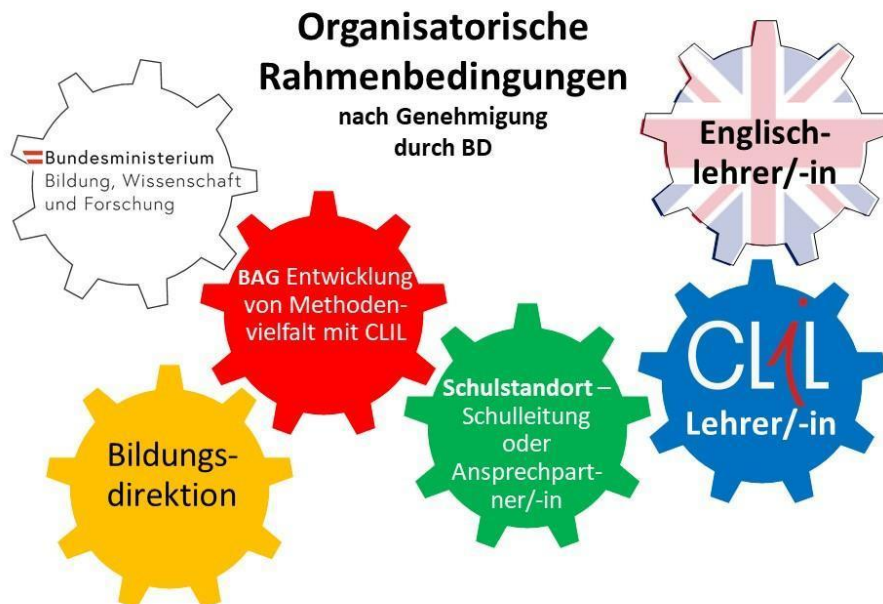 Organisatorische
Rahmenbedingungen
nach Genehmigung
durch BD
Bundesministerium
Bildung, Wissenschaft
und Forschung
Englisch-
lehrer/-in
BAG Entwicklung
von Methoden-
vielfalt mit CLIL
CLiL
Lehrer/-in
Schulstandort –
Schulleitung
oder
Ansprechpart-
ner/-in
Bildungs-
direktion